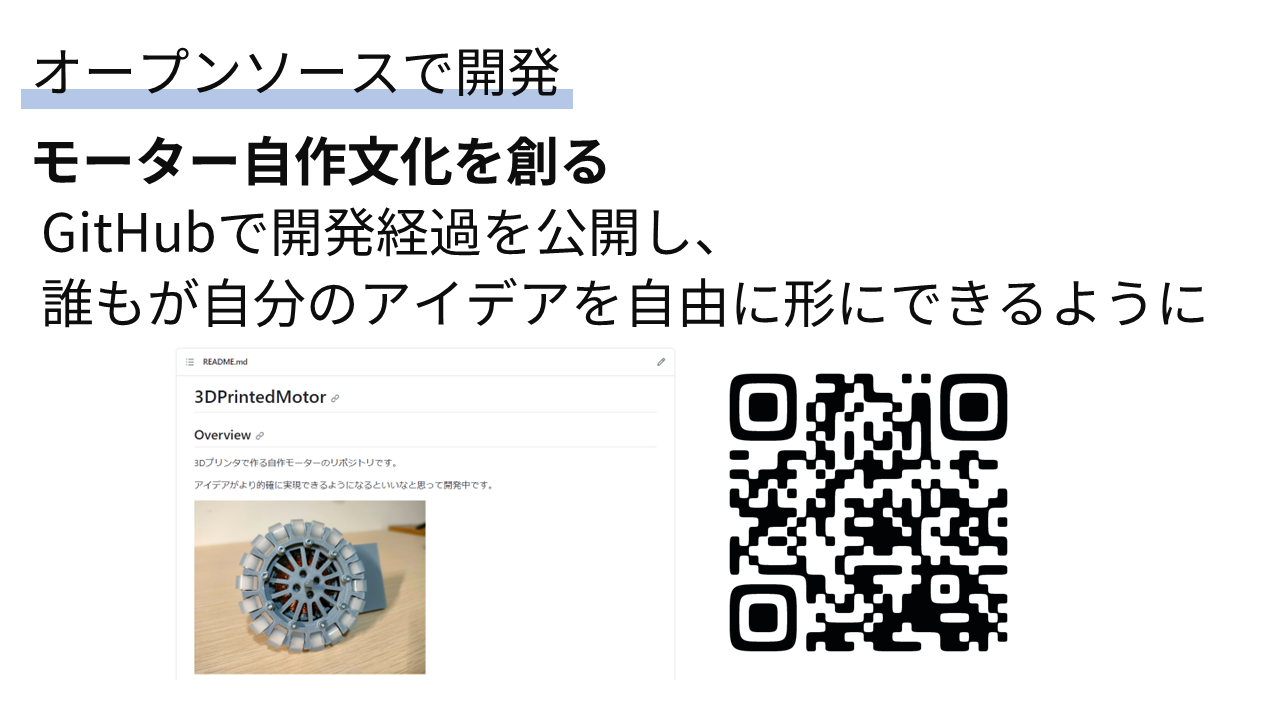 オープンソースで開発
モーター自作文化を創る
GitHubで開発経過を公開し、
誰もが自分のアイデアを自由に形にできるように
README.md
3DPrintedMotor
Overview
3Dプリンタで作る自作モーターのリポジトリです。
アイデアがより的確に実現できるようになるといいなと思って開発中です。